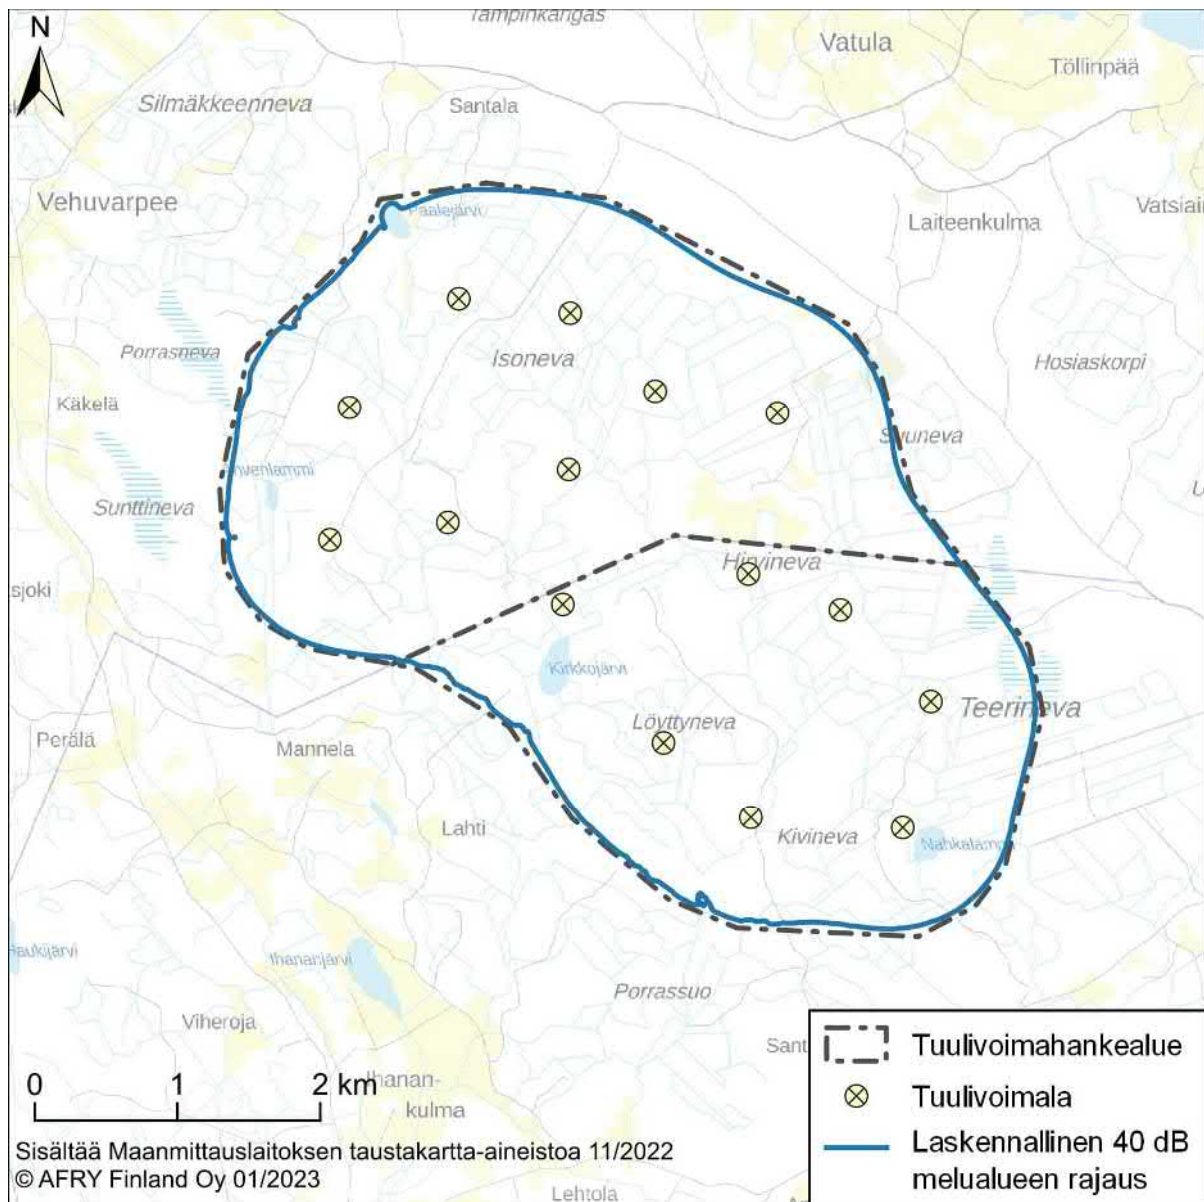 N
Tampinkangas
Vatula
Töllinpää
Silmäkkeenneva
Santala
Vehuvarpee
Paalejärvi
Laiteenkulma
Isoneva
Porrasneva
Hosiaskorpi
Käkelä
Syuneva
Sunttineva
Hirvineva
sjoki
Kirkkojärvi
Löyttyneva
Teerineva
Perälä
Mannela
Lahti
Kivineva
Nahkalamp
Haukijärvi
Ihananjärvi
Porrassuo
Viheroja
Sant
Ihanan-
kulma
0 1 2 km
Tuulivoimahankealue
Tuulivoimala
Laskennallinen 40 dB
melualueen rajaus
Sisältää Maanmittauslaitoksen taustakartta-aineistoa 11/2022
© AFRY Finland Oy 01/2023
Lehtola